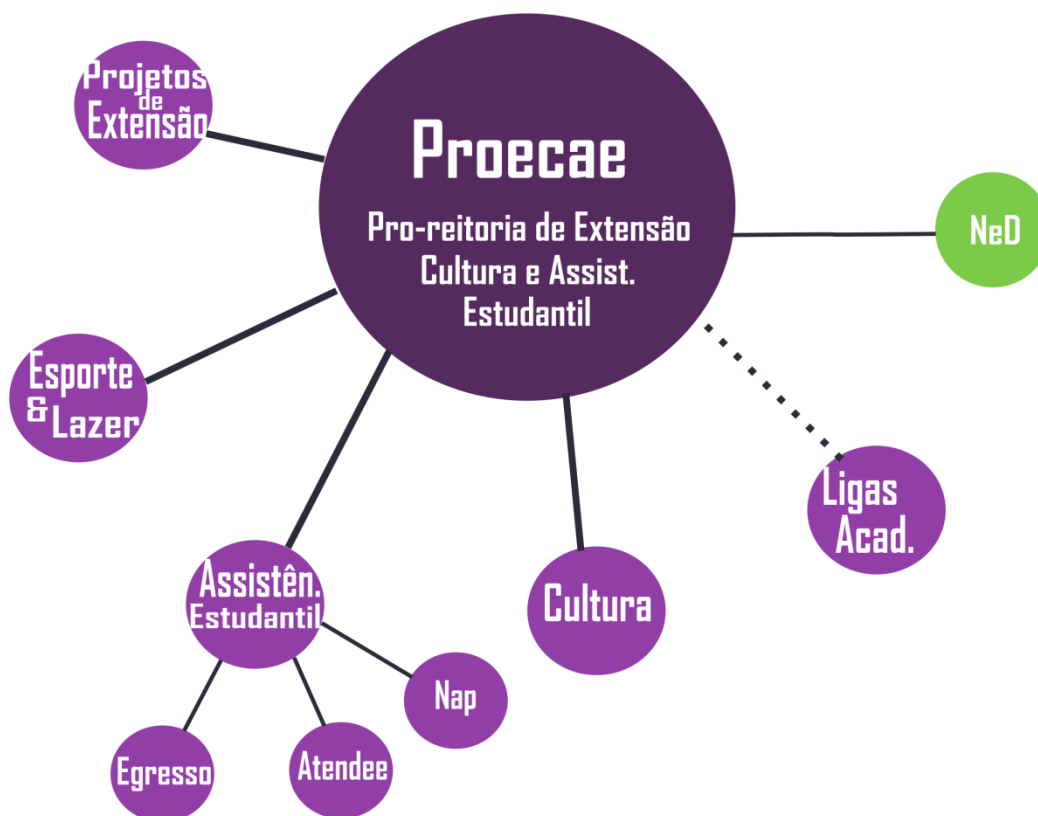 Proecae
Pro-reitoria de Extensão
Cultura e Assist.
Estudantil
Projetos
de
Extensão
NeD
Esporte
& Lazer
Ligas
Acad.
Assistên.
Estudantil
Cultura
Nap
Egresso
Atendee